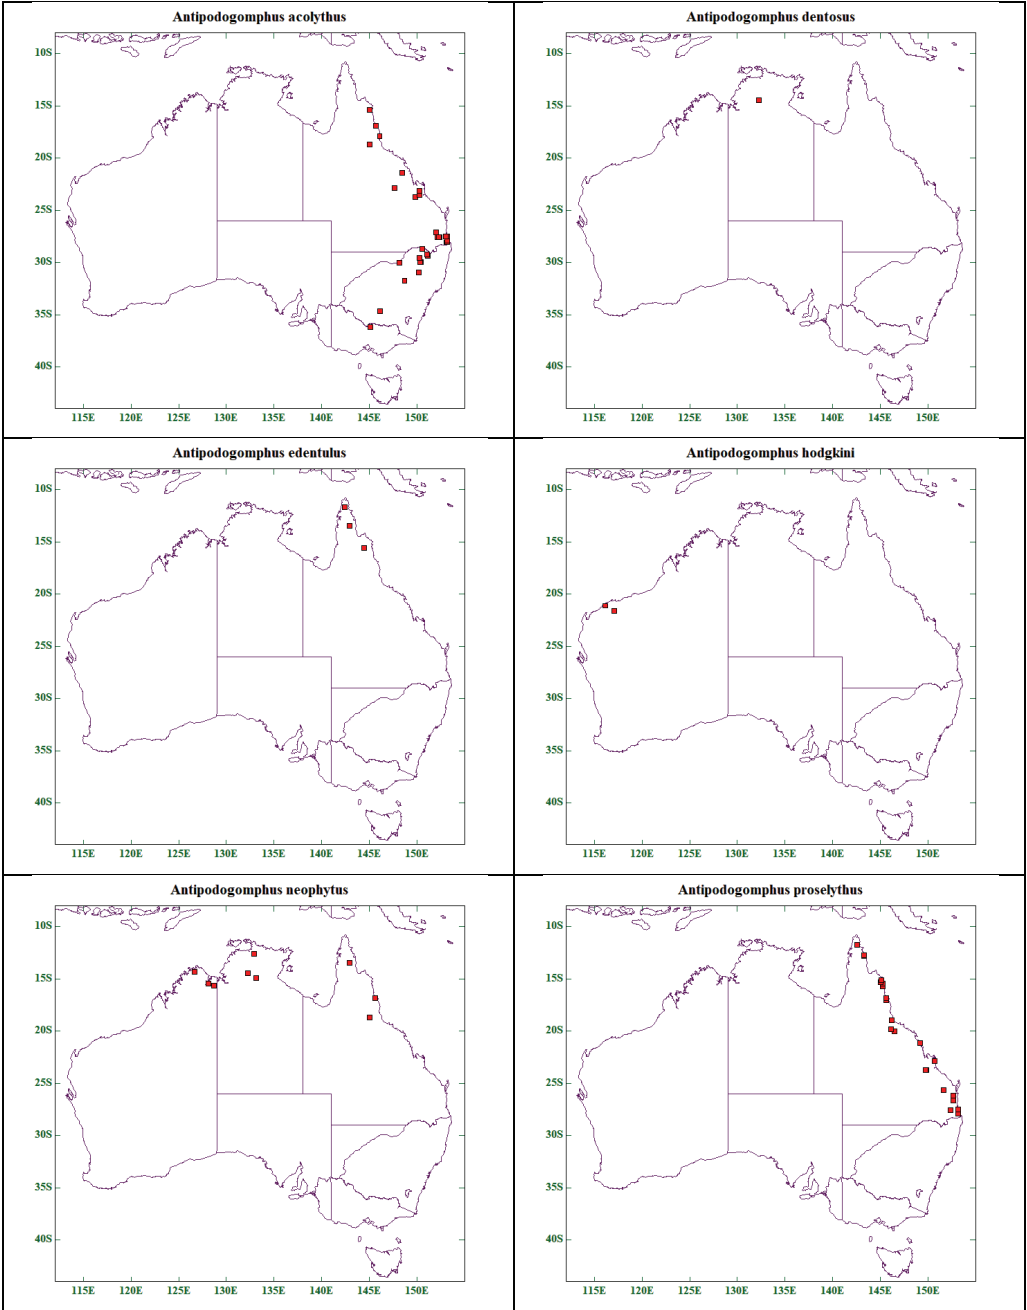 Antipodogomphus acolythus
10S
15S
20S
25S
30S
35S
40S
115E 120E 125E 130E 135E 140E 145E 150E
Antipodogomphus dentosus
10S
15S
20S
25S
30S
35S
40S
115E 120E 125E 130E 135E 140E 145E 150E
Antipodogomphus edentulus
10S
15S
20S
25S
30S
35S
40S
115E 120E 125E 130E 135E 140E 145E 150E
Antipodogomphus hodgkini
10S
15S
20S
25S
30S
35S
40S
115E 120E 125E 130E 135E 140E 145E 150E
Antipodogomphus neophytus
10S
15S
20S
25S
30S
35S
40S
115E 120E 125E 130E 135E 140E 145E 150E
Antipodogomphus proselythus
10S
15S
20S
25S
30S
35S
40S
115E 120E 125E 130E 135E 140E 145E 150E